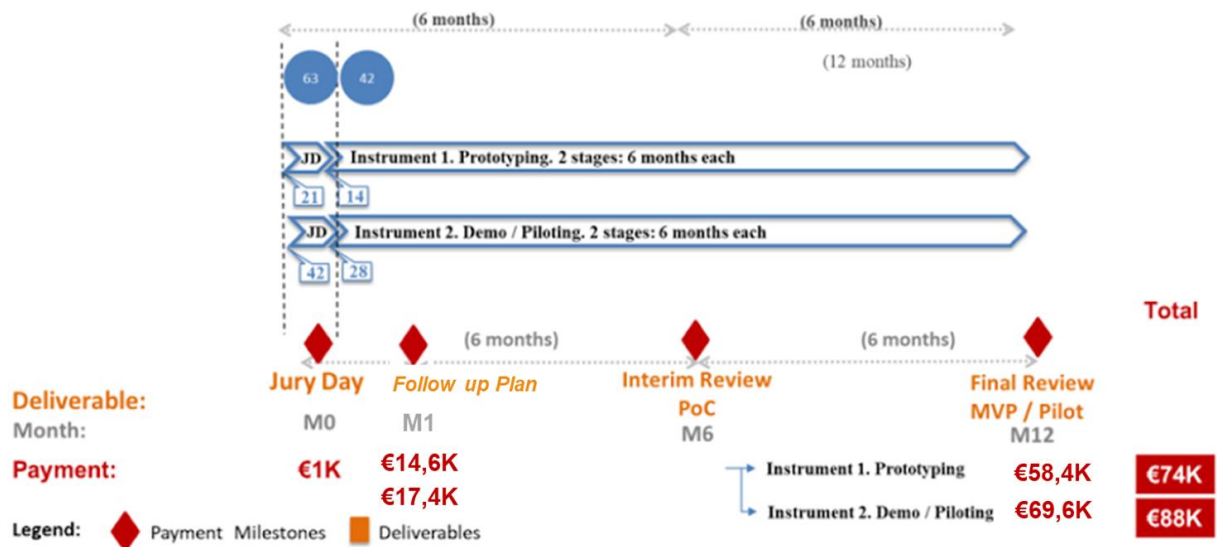 (6 months) (6 months)
(12 months)
63 42
JD Instrument 1. Prototyping. 2 stages: 6 months each
21 14
JD Instrument 2. Demo / Piloting. 2 stages: 6 months each
42 28
Total
(6 months) (6 months)
Jury Day Follow up Plan Interim Review Final Review
Deliverable: PoC MVP / Pilot
Month: M0 M1 M6 M12
Payment: €1K €14,6K Instrument 1. Prototyping €58,4K €74K
€17,4K Instrument 2. Demo / Piloting €69,6K €88K
Legend: Payment Milestones Deliverables